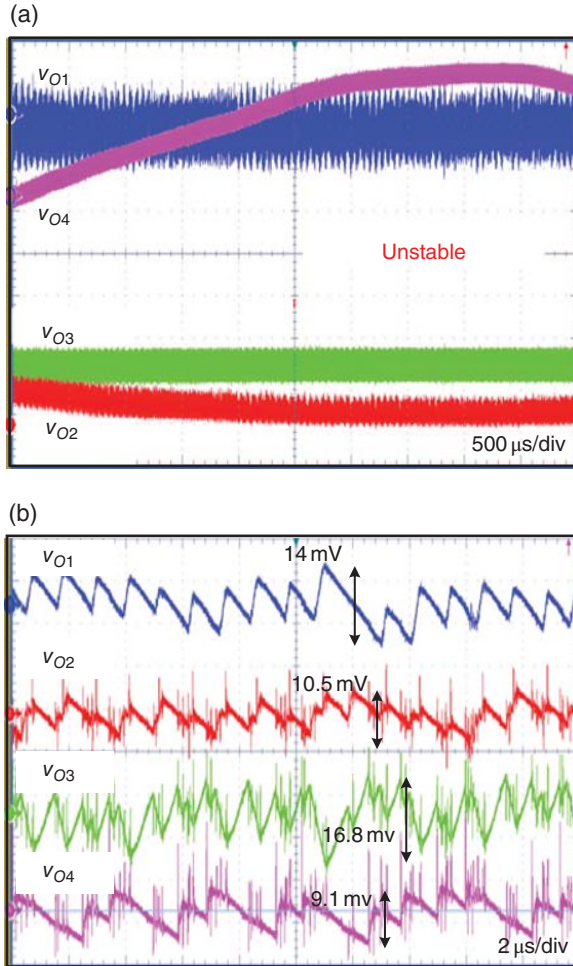 (a)
vO1
vO4
Unstable
vO3
vO2
500 μs/div
(b)
vO1
14 mV
vO2
10.5 mV
vO3
16.8 mv
vO4
9.1 mv
2 μs/div